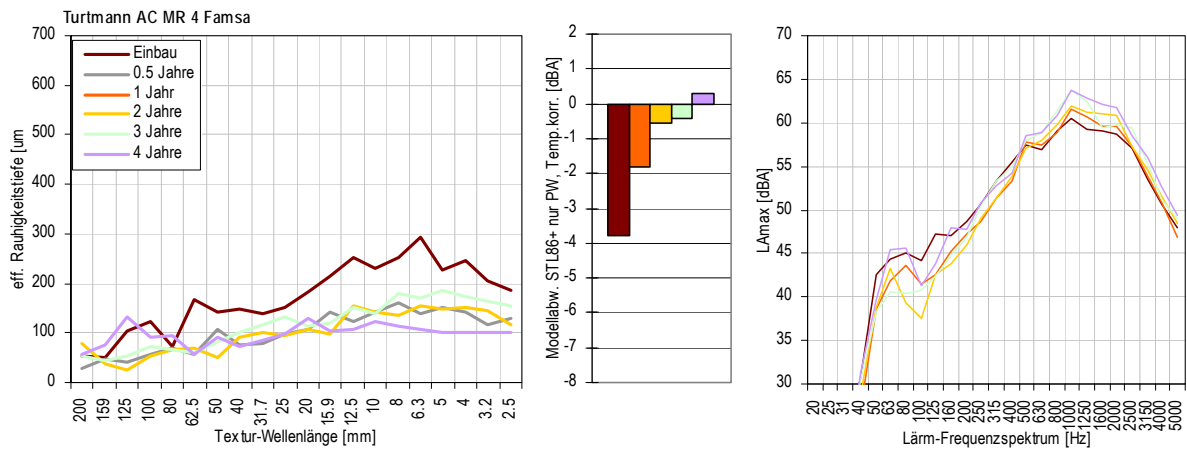 Turtmann AC MR 4 Famsa
eff. Rauhigkeistiefe [um
700
600
500
400
300
200
100
0
Einbau
0.5 Jahre
1 Jahr
2 Jahre
3 Jahre
4 Jahre
200 159 126 100 80 62.5 50 40 31.7 25 20 15.9 12.5 10 8 6.3 5 4 3.2 2.5
Textur-Wellenlänge [mm]
Modellabw. STL86+ nur PW, Temp.korr. [dBA]
2
1
0
-1
-2
-3
-4
-5
-6
-7
-8
LAmax [dBA]
70
65
60
55
50
45
40
35
30
20 25 31 40 50 63 80 100 125 160 200 250 315 400 500 630 800 1000 1250 1600 2000 2500 3150 4000 5000
Lärm-Frequenzspektrum [Hz]